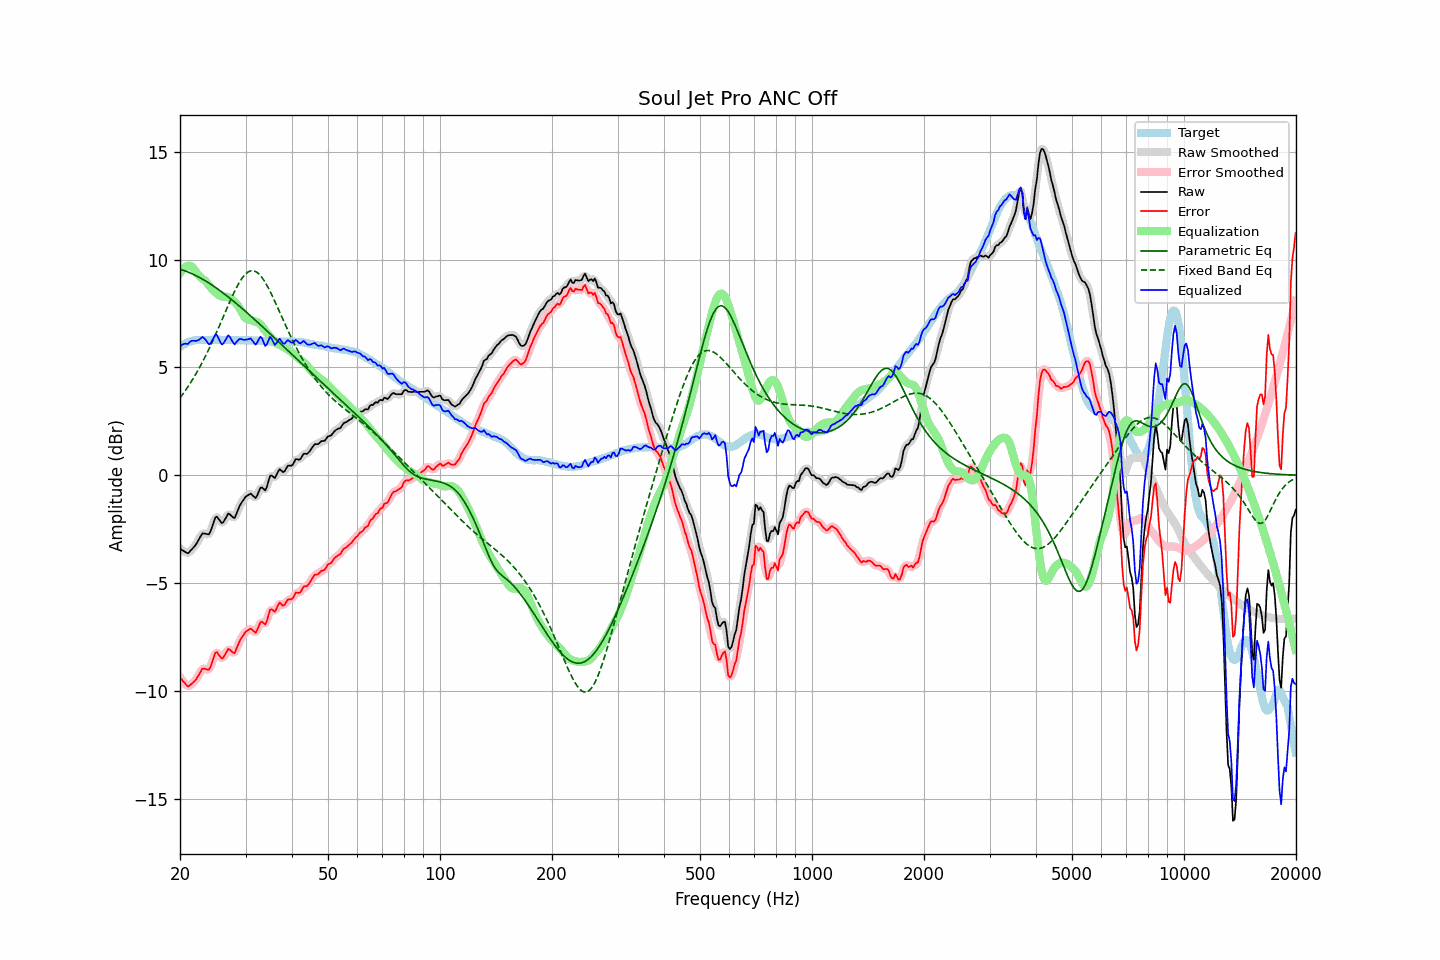 Soul Jet Pro ANC Off
Target
Raw Smoothed
Error Smoothed
Raw
Error
Equalization
Parametric Eq
Fixed Band Eq
Equalized
Amplitude (dBr)
15
10
5
0
−5
−10
−15
20 50 100 200 500 1000 2000 5000 10000 20000
Frequency (Hz)